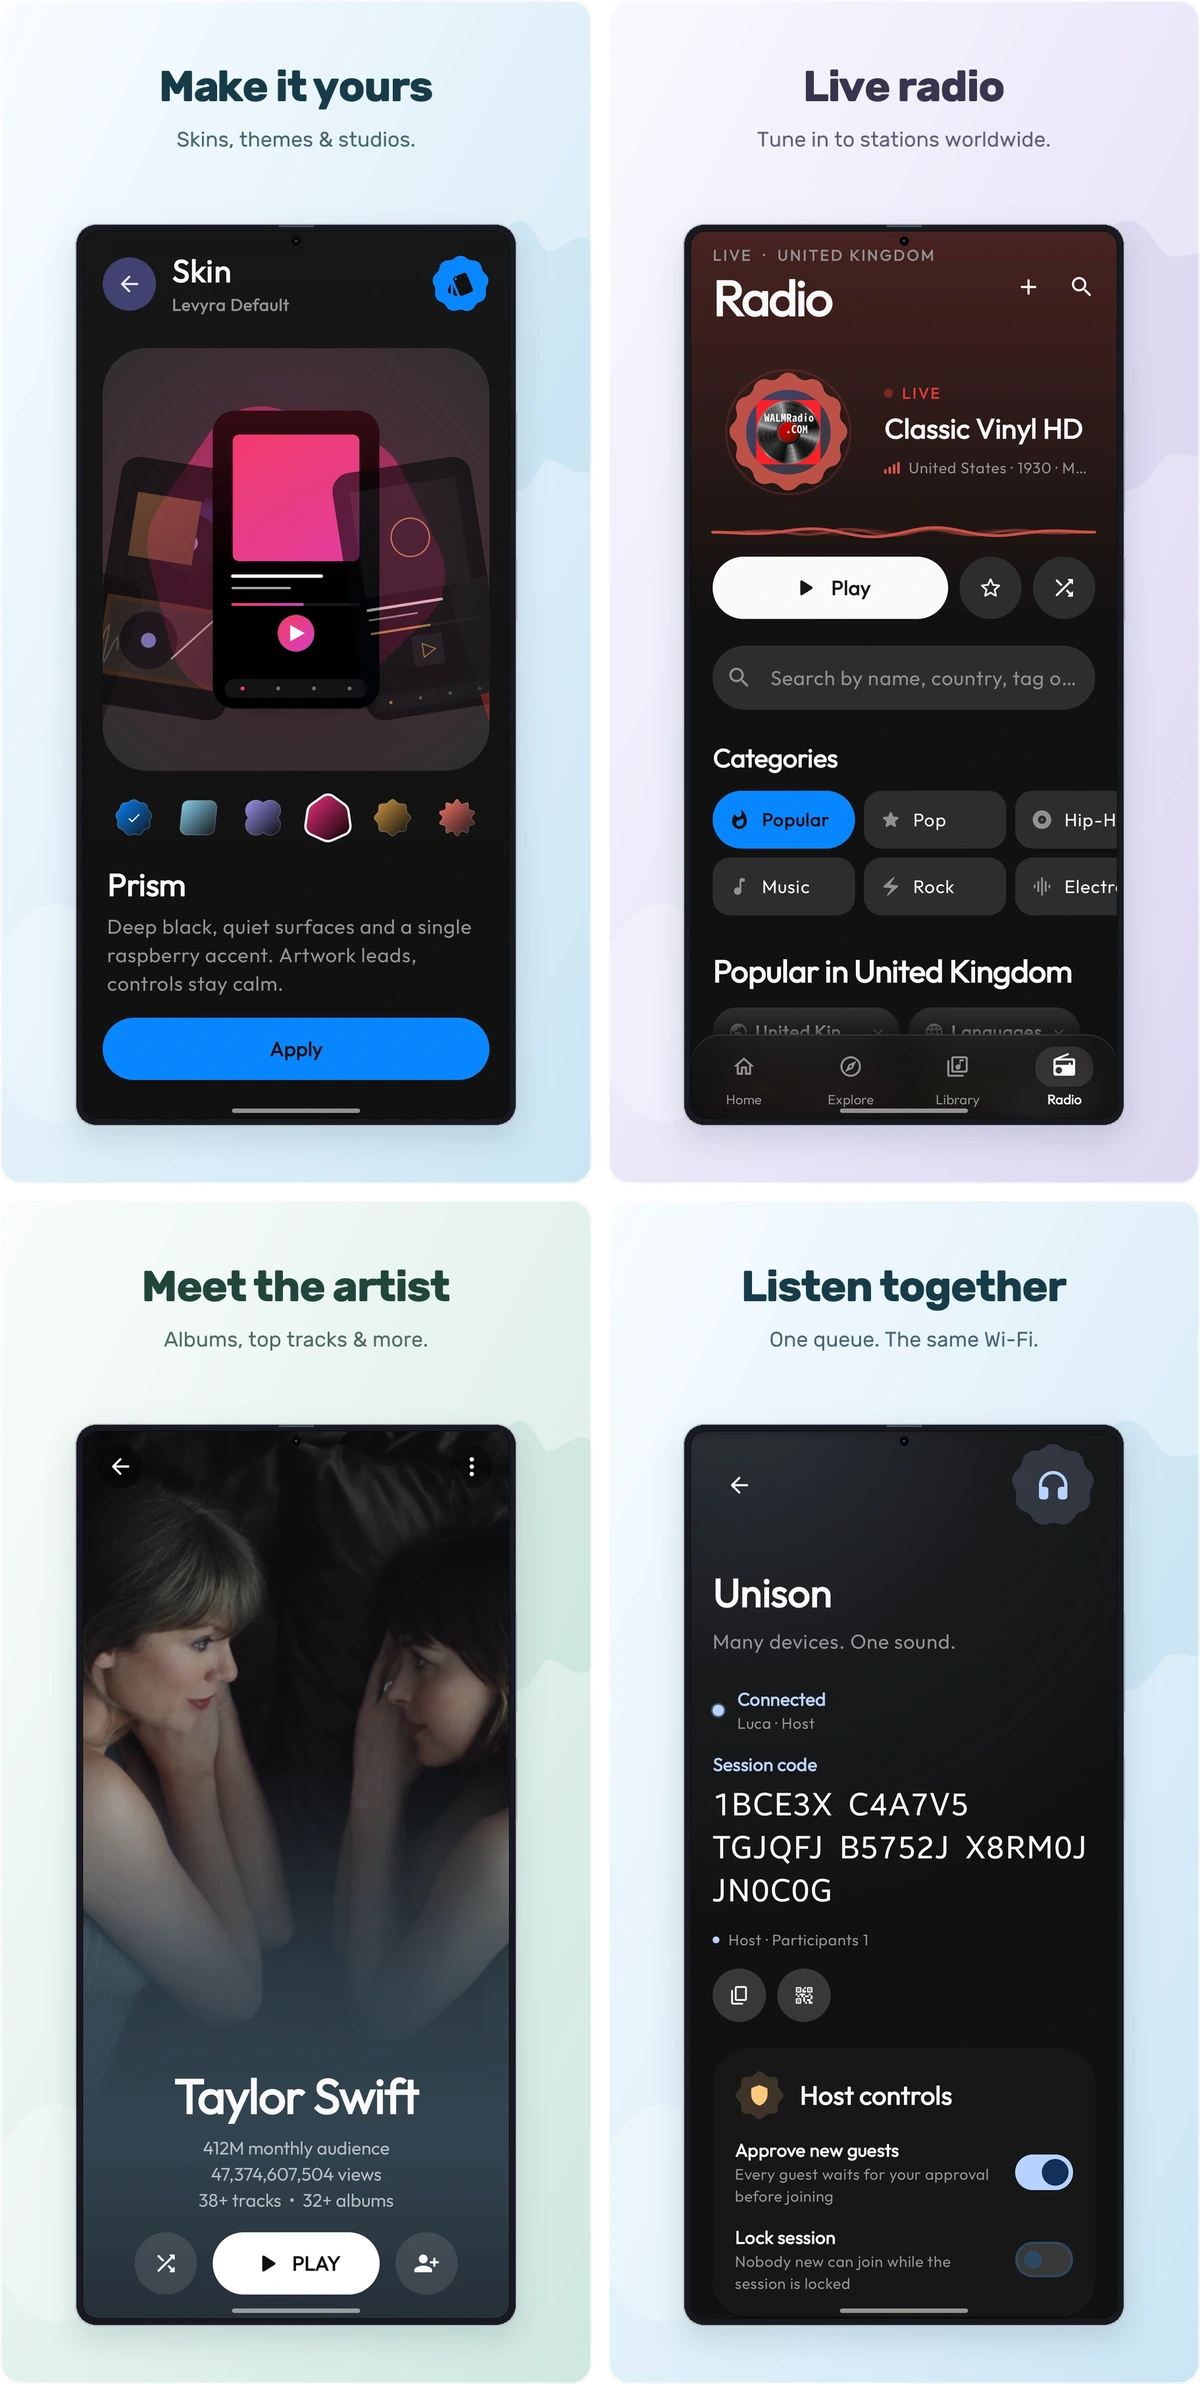 Make it yours
Skins, themes & studios.
Skin
Levyra Default
Prism
Deep black, quiet surfaces and a single
raspberry accent. Artwork leads,
controls stay calm.
Apply
Live radio
Tune in to stations worldwide.
LIVE · UNITED KINGDOM
Radio
WALMRadio
.COM
LIVE
Classic Vinyl HD
United States · 1930 · M...
Play
Search by name, country, tag o...
Categories
Popular
Pop
Hip-H
Music
Rock
Electr
Popular in United Kingdom
United Kin
Languages
Home
Explore
Library
Radio
Meet the artist
Albums, top tracks & more.
Taylor Swift
412M monthly audience
47,374,607,504 views
38+ tracks • 32+ albums
PLAY
Listen together
One queue. The same Wi-Fi.
Unison
Many devices. One sound.
Connected
Luca · Host
Session code
1BCE3X C4A7V5
TGJQFJ B5752J X8RM0J
JN0C0G
Host · Participants 1
Host controls
Approve new guests
Every guest waits for your approval
before joining
Lock session
Nobody new can join while the
session is locked